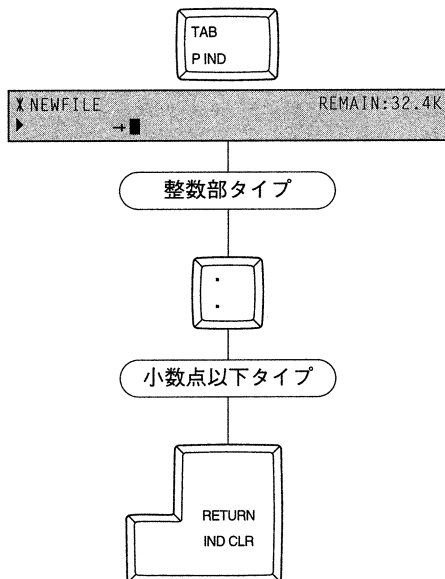 TAB
P IND
X NEWFILE REMAIN:32.4K
▶ →█
整数部タイプ
.
.
小数点以下タイプ
RETURN
IND CLR